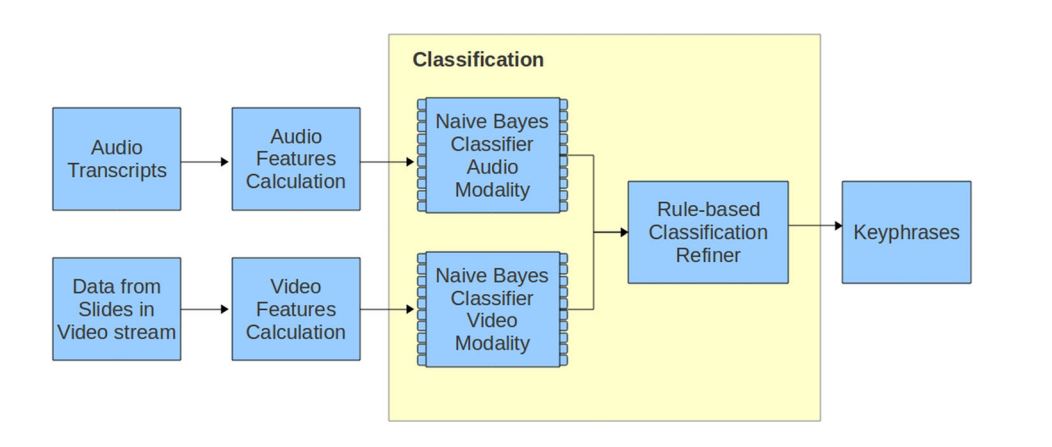 Classification
Audio
Transcripts
Audio
Features
Calculation
Naive Bayes
Classifier
Audio
Modality
Data from
Slides in
Video stream
Video
Features
Calculation
Naive Bayes
Classifier
Video
Modality
Rule-based
Classification
Refiner
Keyphrases